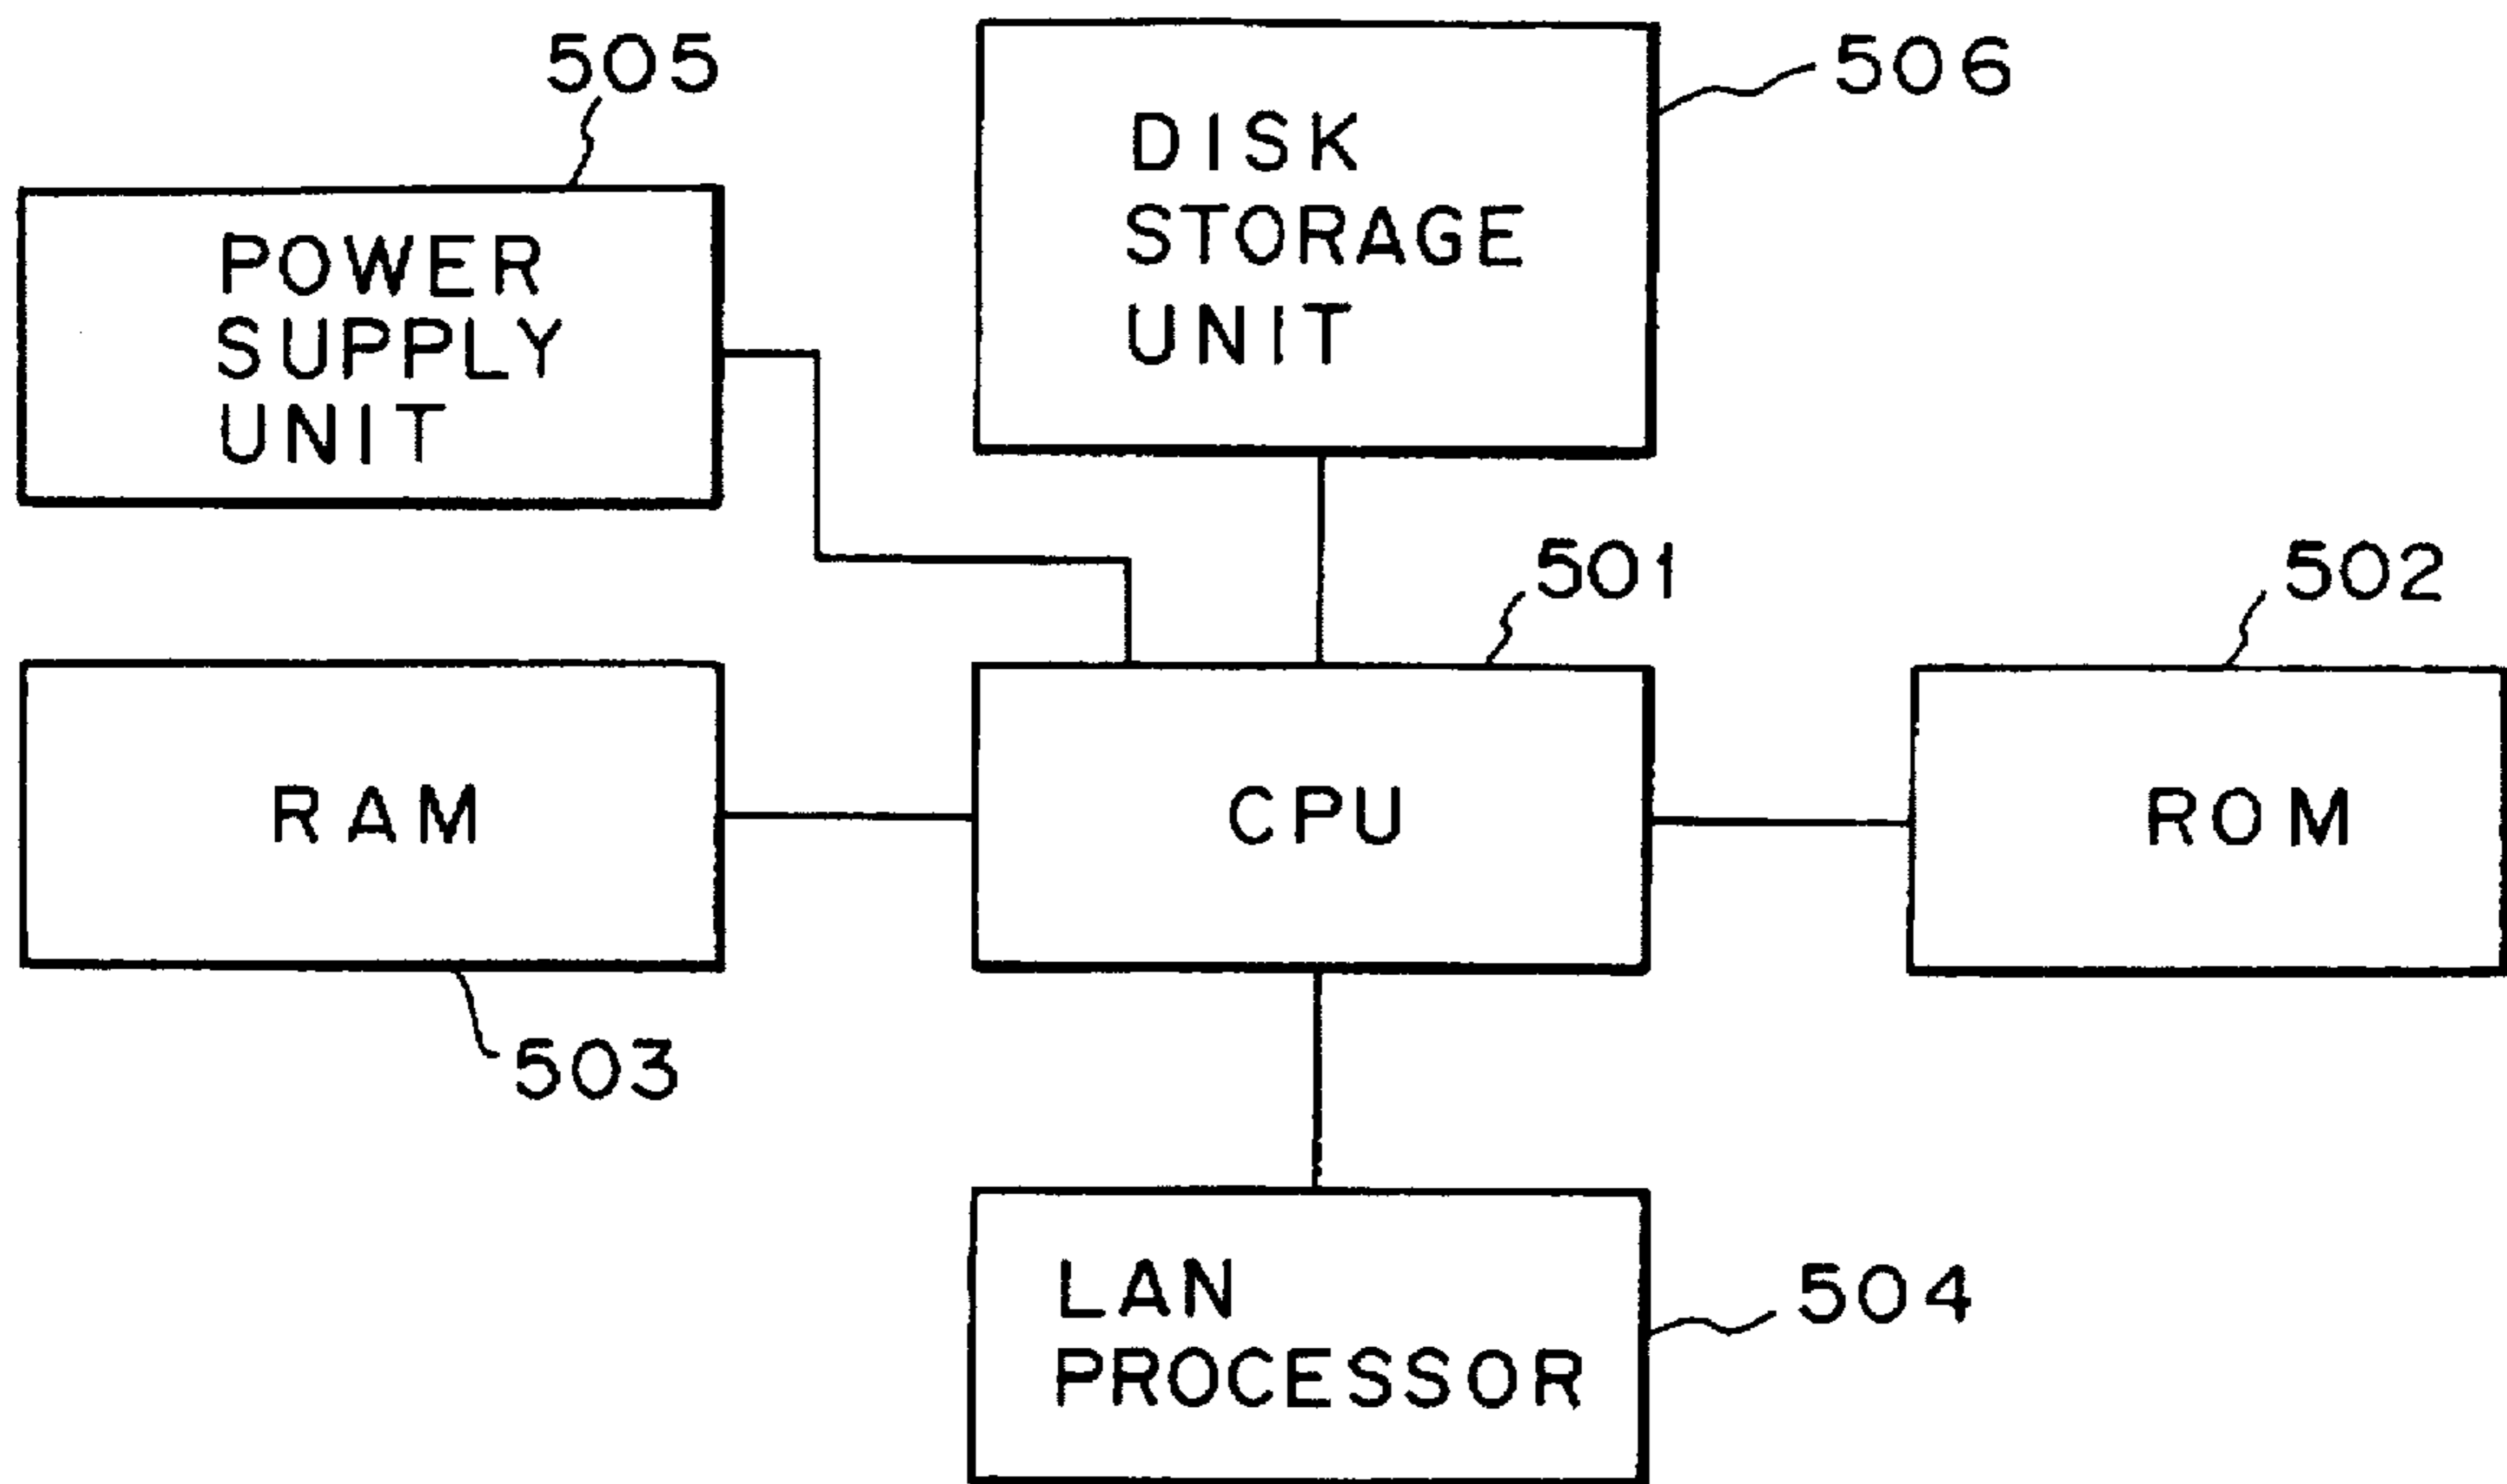 505
506
DISK
STORAGE
UNIT
POWER
SUPPLY
UNIT
501
502
RAM
CPU
ROM
503
504
LAN
PROCESSOR